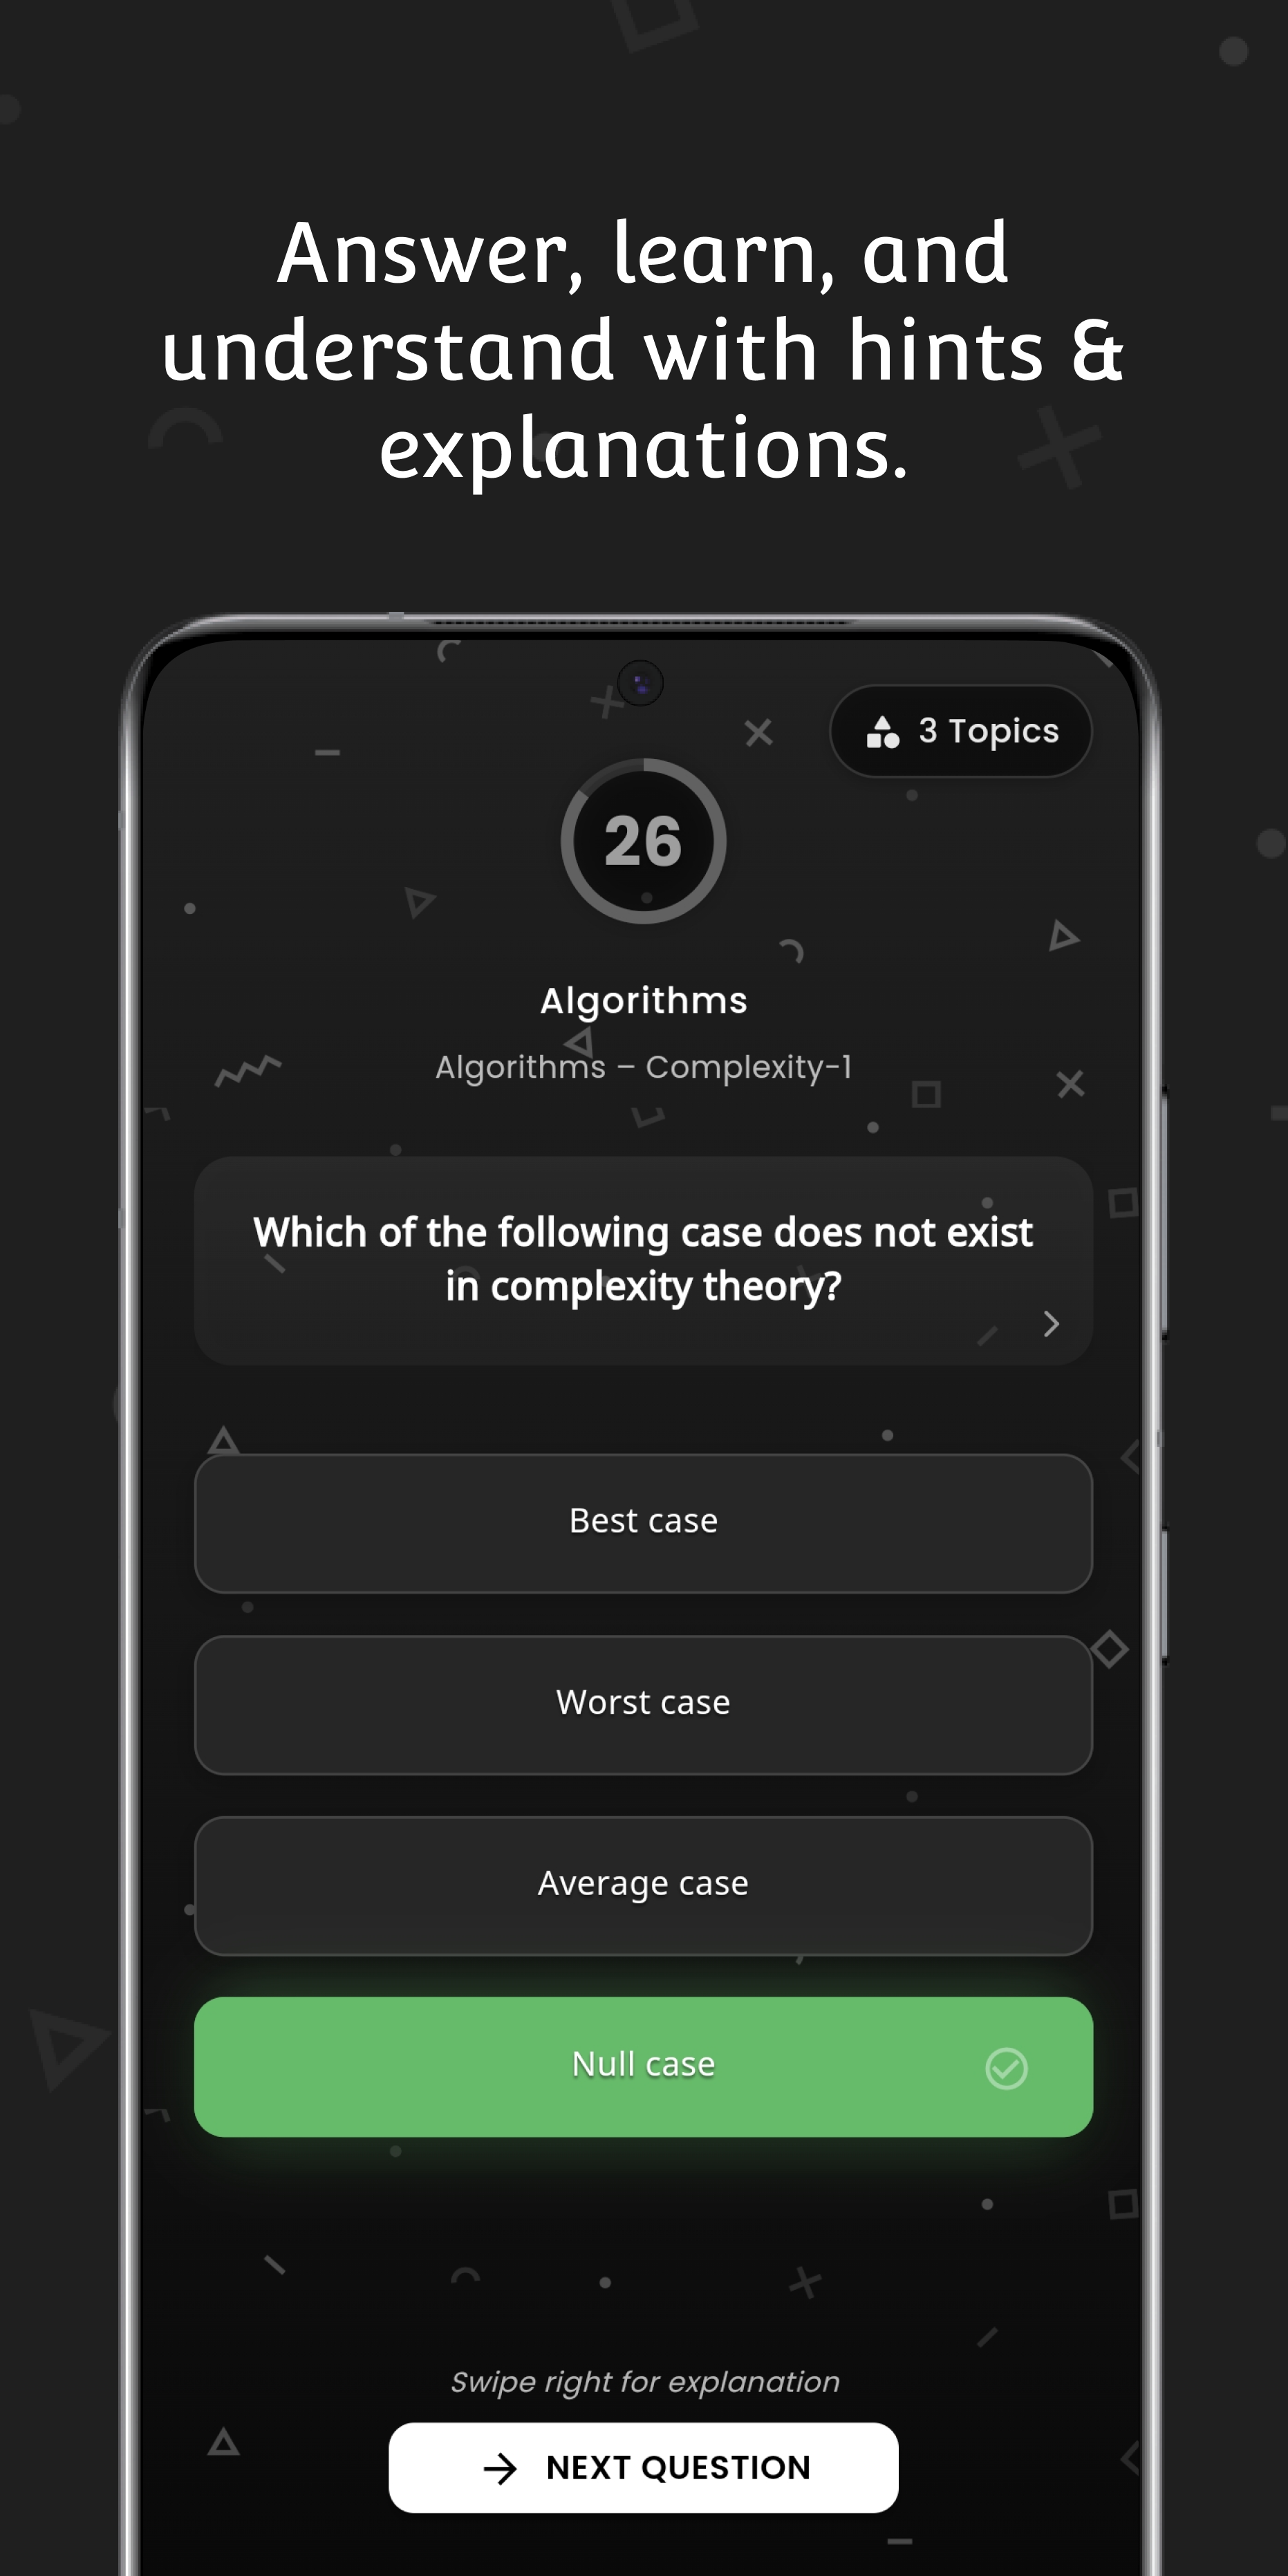 Answer, learn, and
understand with hints &
explanations.
3 Topics
26
Algorithms
Algorithms – Complexity-1
Which of the following case does not exist
in complexity theory?
Best case
Worst case
Average case
Null case
Swipe right for explanation
NEXT QUESTION